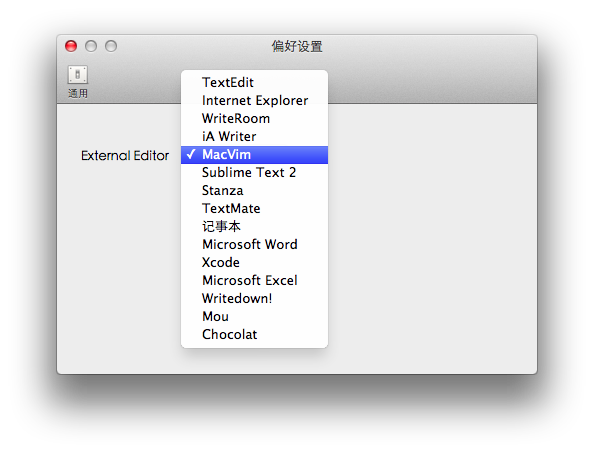 偏好设置
通用
External Editor
TextEdit
Internet Explorer
WriteRoom
iA Writer
✓ MacVim
Sublime Text 2
Stanza
TextMate
记事本
Microsoft Word
Xcode
Microsoft Excel
Writedown!
Mou
Chocolat